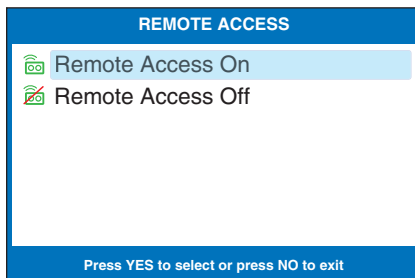 REMOTE ACCESS
Remote Access On
Remote Access Off
Press YES to select or press NO to exit